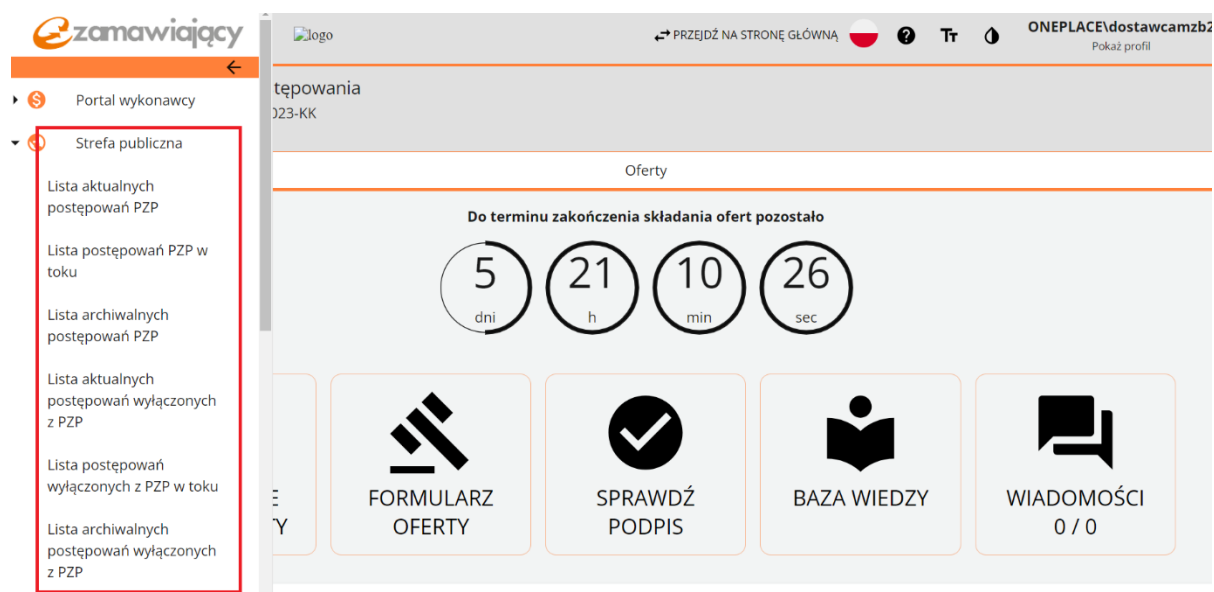 ezamawiający
logo
PRZEJDŹ NA STRONĘ GŁÓWNĄ
Tт
ONEPLACE\dostawcamzb2
Pokaż profil
Portal wykonawcy
Strefa publiczna
Lista aktualnych
postępowań PZP
Lista postępowań PZP w
toku
Lista archiwalnych
postępowań PZP
Lista aktualnych
postępowań wyłączonych
z PZP
Lista postępowań
wyłączonych z PZP w toku
Lista archiwalnych
postępowań wyłączonych
z PZP
tępowania
023-KK
Oferty
Do terminu zakończenia składania ofert pozostało
5
dni
21
h
10
min
26
sec
E
Y
FORMULARZ
OFERTY
SPRAWDŹ
PODPIS
BAZA WIEDZY
WIADOMOŚCI
0 / 0